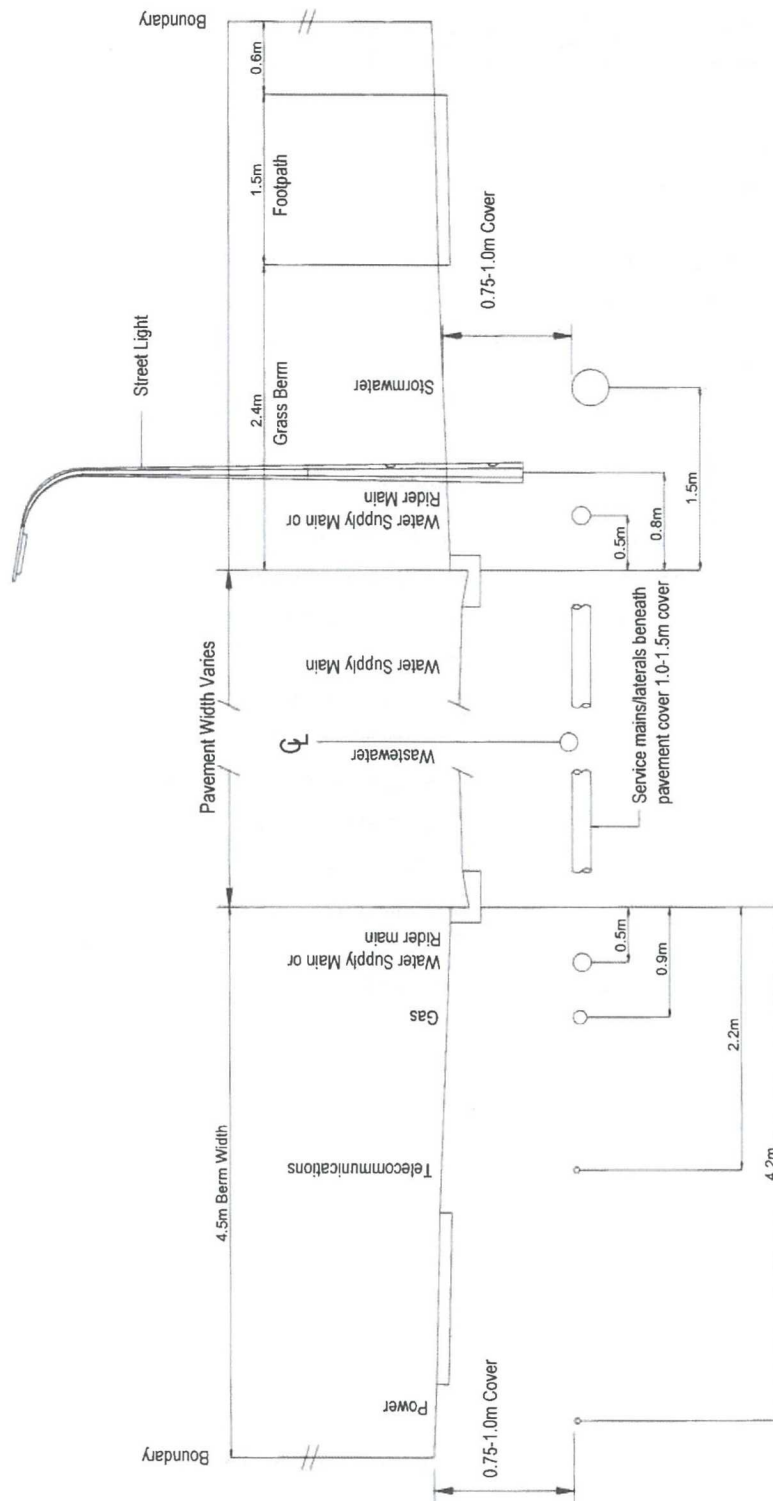 Boundary
4.5m Berm Width
Power
0.75-1.0m Cover
4.2m
Telecommunications
2.2m
Gas
0.9m
Water Supply Main or
Rider main
0.5m
Pavement Width Varies
CL
Wastewater
Service mains/laterals beneath
pavement cover 1.0-1.5m cover
Water Supply Main
Water Supply Main or
Rider Main
0.5m
0.8m
1.5m
Street Light
Stormwater
2.4m
Grass Berm
0.75-1.0m Cover
1.5m
Footpath
0.6m
Boundary